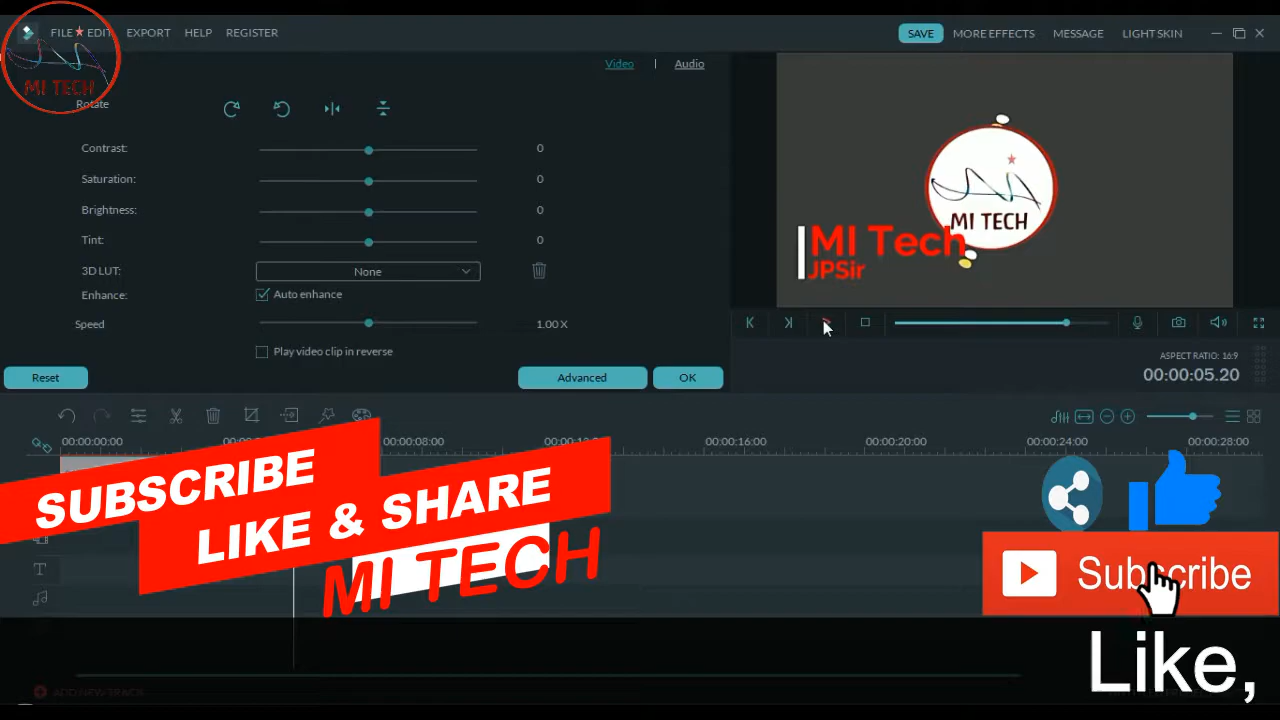 FILE EDIT EXPORT HELP REGISTER
SAVE MORE EFFECTS MESSAGE LIGHT SKIN
MI TECH
Video | Audio
Rotate
Contrast: 0
Saturation: 0
Brightness: 0
Tint: 0
3D LUT: None
Enhance: Auto enhance
Speed 1.00 X
Play video clip in reverse
Reset Advanced OK
MI TECH
MI Tech
JPSir
ASPECT RATIO: 16:9
00:00:05.20
00:00:00:00 00:00:08:00 00:00:16:00 00:00:20:00 00:00:24:00 00:00:28:00
SUBSCRIBE
LIKE & SHARE
MI TECH
T
Subscribe
Like,
ADD NEW TRACK